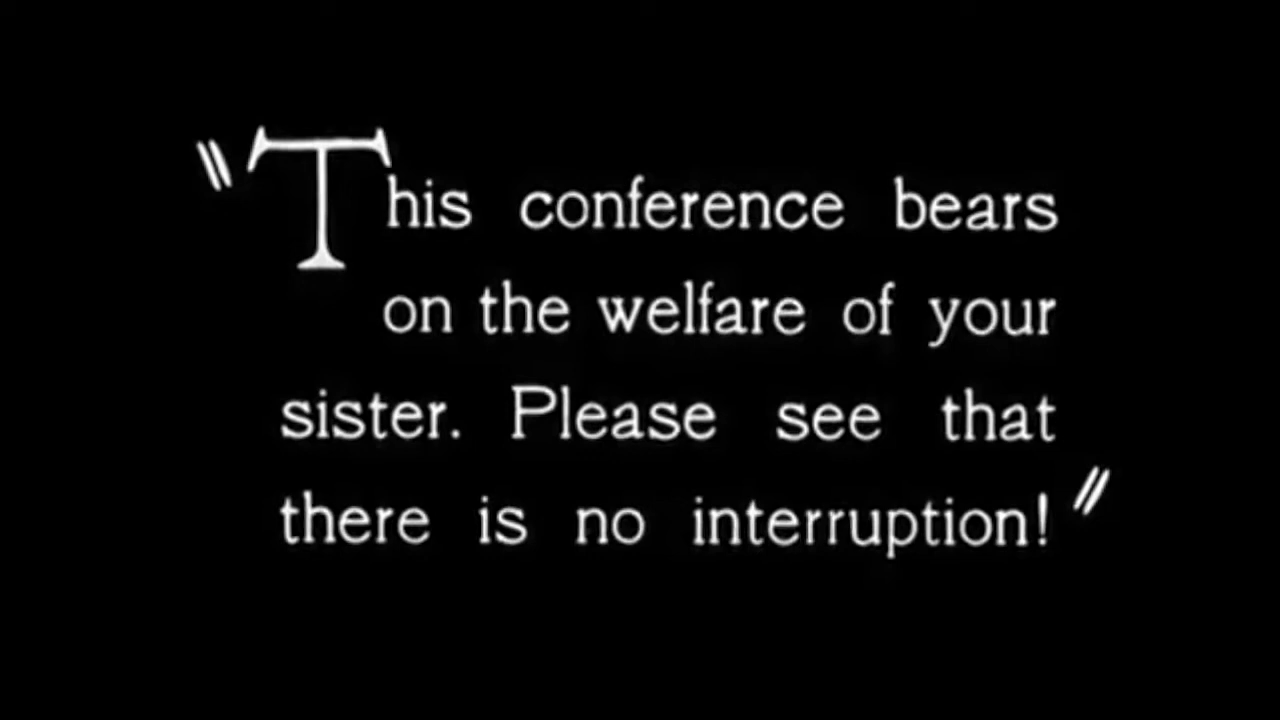 "This conference bears
on the welfare of your
sister. Please see that
there is no interruption!"